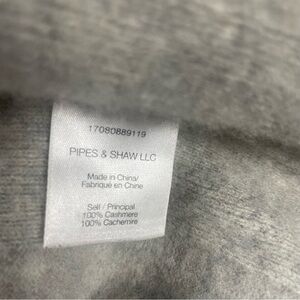 17080889119
PIPES & SHAW LLC
Made in China/
Fabriqué en Chine
Self / Principal
100% Cashmere
100% Cachemire